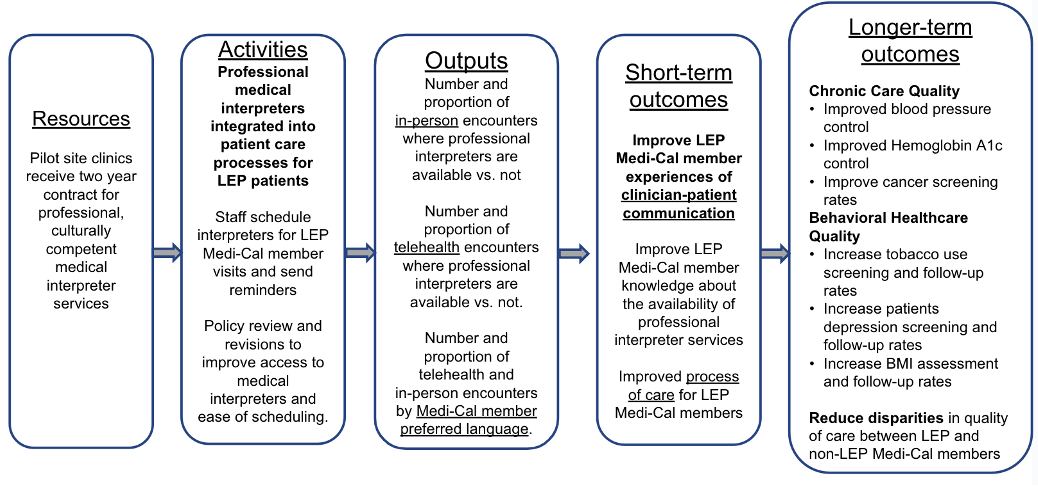 Resources
Pilot site clinics
receive two year
contract for
professional,
culturally
competent
medical
interpreter
services
Activities
Professional
medical
interpreters
integrated into
patient care
processes for
LEP patients
Staff schedule
interpreters for LEP
Medi-Cal member
visits and send
reminders
Policy review and
revisions to
improve access to
medical
interpreters and
ease of scheduling.
Outputs
Number and
proportion of
in-person encounters
where professional
interpreters are
available vs. not
Number and
proportion of
telehealth encounters
where professional
interpreters are
available vs. not.
Number and
proportion of
telehealth and
in-person encounters
by Medi-Cal member
preferred language.
Short-term
outcomes
Improve LEP
Medi-Cal member
experiences of
clinician-patient
communication
Improve LEP
Medi-Cal member
knowledge about
the availability of
professional
interpreter services
Improved process
of care for LEP
Medi-Cal members
Longer-term
outcomes
Chronic Care Quality
• Improved blood pressure
control
• Improved Hemoglobin A1c
control
• Improve cancer screening
rates
Behavioral Healthcare
Quality
• Increase tobacco use
screening and follow-up
rates
• Increase patients
depression screening and
follow-up rates
• Increase BMI assessment
and follow-up rates
Reduce disparities in quality
of care between LEP and
non-LEP Medi-Cal members